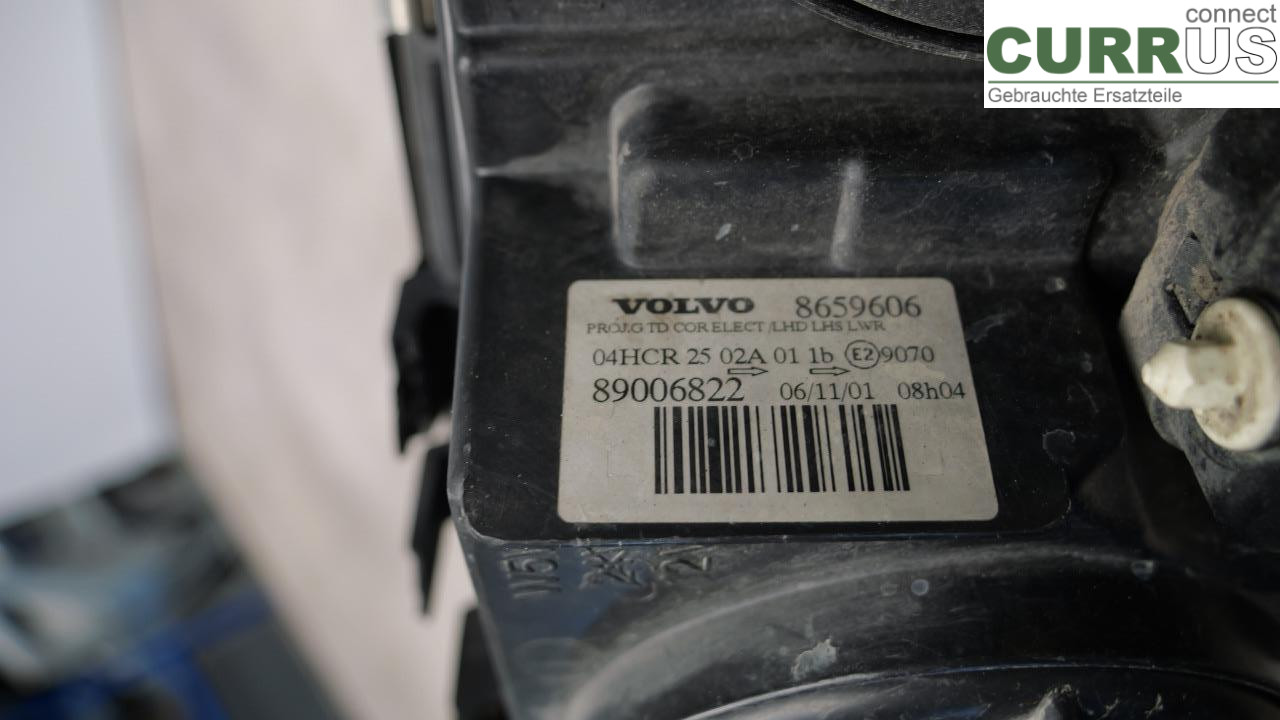 connect
CURRUS
Gebrauchte Ersatzteile
VOLVO 8659606
PROJ.G TD COR ELECT /LHD LHS LWR
04HCR 25 02A 01 1b E2 9070
89006822 06/11/01 08h04